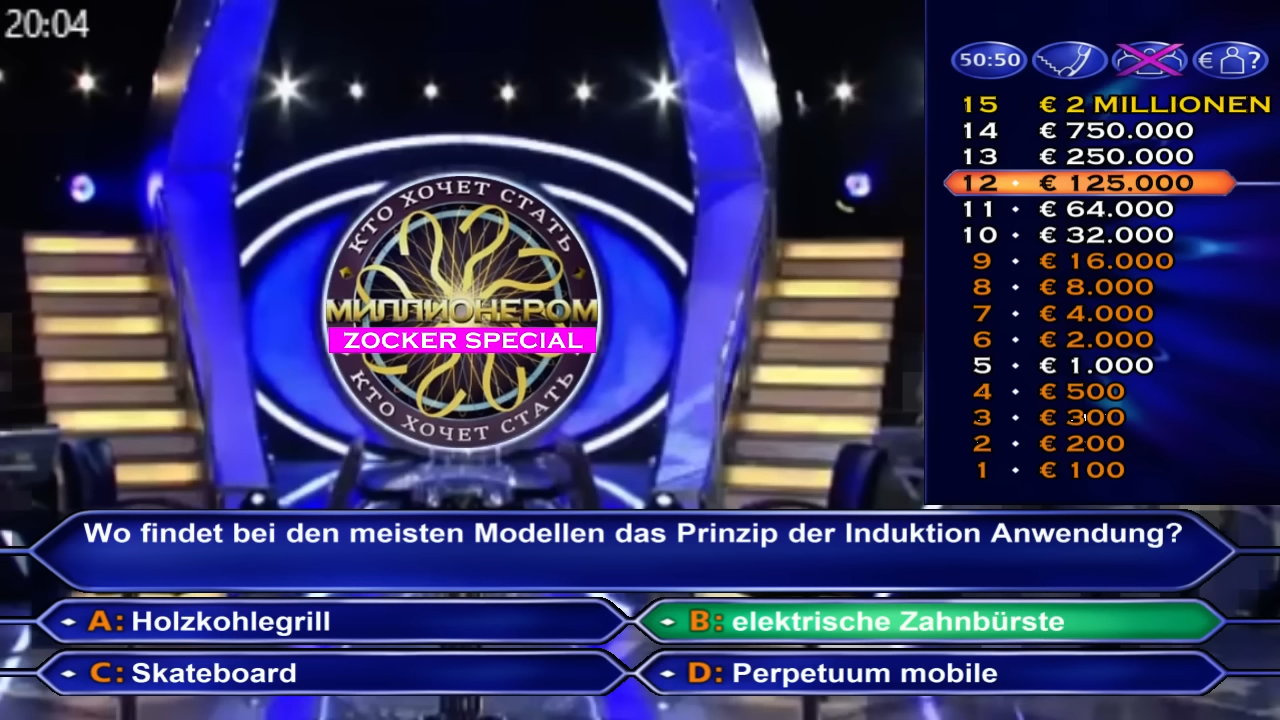 20:04
КТО ХОЧЕТ СТАТЬ
МИЛЛИОНЕРОМ
ZOCKER SPECIAL
КТО ХОЧЕТ СТАТЬ
50:50 € ?
15 € 2 MILLIONEN
14 € 750.000
13 € 250.000
12 · € 125.000
11 · € 64.000
10 · € 32.000
9 · € 16.000
8 · € 8.000
7 · € 4.000
6 · € 2.000
5 · € 1.000
4 · € 500
3 · € 300
2 · € 200
1 · € 100
Wo findet bei den meisten Modellen das Prinzip der Induktion Anwendung?
A: Holzkohlegrill
B: elektrische Zahnbürste
C: Skateboard
D: Perpetuum mobile